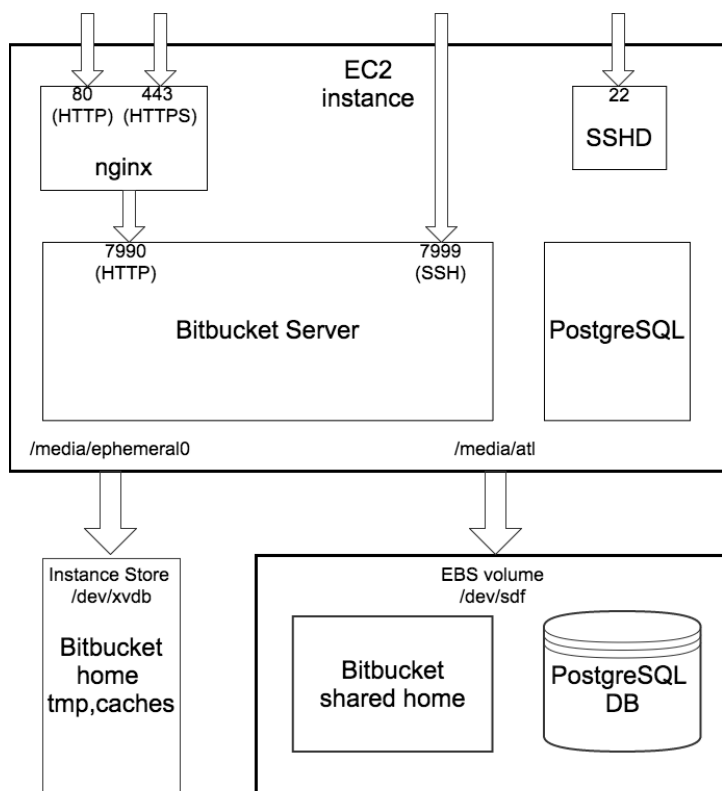 EC2
instance
80
(HTTP)
443
(HTTPS)
nginx
22
SSHD
7990
(HTTP)
7999
(SSH)
Bitbucket Server
PostgreSQL
/media/ephemeral0
/media/atl
Instance Store
/dev/xvdb
Bitbucket
home
tmp,caches
EBS volume
/dev/sdf
Bitbucket
shared home
PostgreSQL
DB